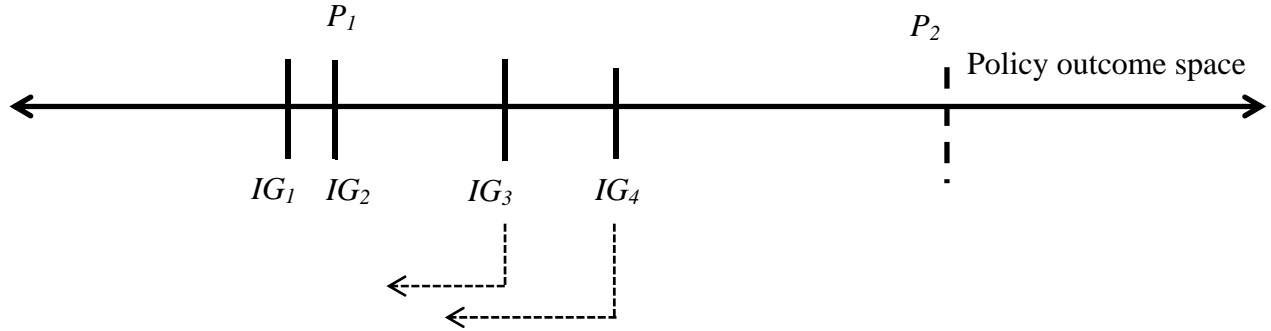 P₁
P₂
Policy outcome space
IG₁ IG₂ IG₃ IG₄